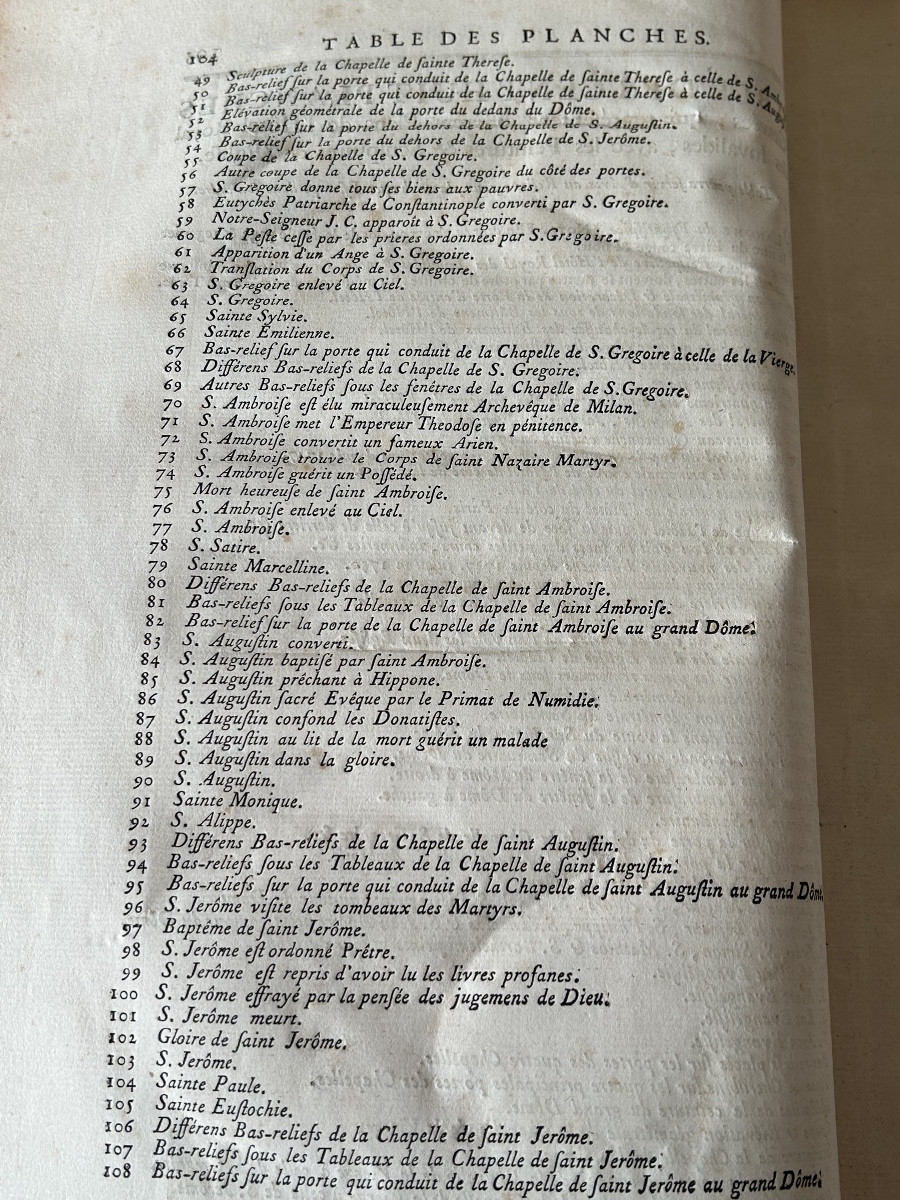 TABLE DES PLANCHES.
104
49 Sculpture de la Chapelle de ſainte Thereſe.
50 Bas-relief ſur la porte qui conduit de la Chapelle de ſainte Thereſe à celle de S.
51 Bas-relief ſur la porte qui conduit de la Chapelle de ſainte Thereſe à celle de S.
52 Elévation géométrale de la porte du dedans du Dôme.
53 Bas-relief ſur la porte du dehors de la Chapelle de S. Auguſtin.
54 Bas-relief ſur la porte du dehors de la Chapelle de S. Jerôme.
55 Coupe de la Chapelle de S. Gregoire.
56 Autre coupe de la Chapelle de S. Gregoire du côté des portes.
57 S. Gregoire donne tous ſes biens aux pauvres.
58 Eutychès Patriarche de Conſtantinople converti par S. Gregoire.
59 Notre-Seigneur J. C. apparoît à S. Gregoire.
60 La Peſte ceſſe par les prieres ordonnées par S. Gregoire.
61 Apparition d'un Ange à S. Gregoire.
62 Tranſlation du Corps de S. Gregoire.
63 S. Gregoire enlevé au Ciel.
64 S. Gregoire.
65 Sainte Sylvie.
66 Sainte Émilienne.
67 Bas-relief ſur la porte qui conduit de la Chapelle de S. Gregoire à celle de la Vierge.
68 Différens Bas-reliefs de la Chapelle de S. Gregoire.
69 Autres Bas-reliefs ſous les fenêtres de la Chapelle de S. Gregoire.
70 S. Ambroiſe eſt élu miraculeuſement Archevêque de Milan.
71 S. Ambroiſe met l'Empereur Theodoſe en pénitence.
72 S. Ambroiſe convertit un fameux Arien.
73 S. Ambroiſe trouve le Corps de ſaint Nazaire Martyr.
74 S. Ambroiſe guérit un Poſſédé.
75 Mort heureuſe de ſaint Ambroiſe.
76 S. Ambroiſe enlevé au Ciel.
77 S. Ambroiſe.
78 S. Satire.
79 Sainte Marcelline.
80 Différens Bas-reliefs de la Chapelle de ſaint Ambroiſe.
81 Bas-reliefs ſous les Tableaux de la Chapelle de ſaint Ambroiſe.
82 Bas-relief ſur la porte de la Chapelle de ſaint Ambroiſe au grand Dôme.
83 S. Auguſtin converti.
84 S. Auguſtin baptiſé par ſaint Ambroiſe.
85 S. Auguſtin préchant à Hippone.
86 S. Auguſtin ſacré Evéque par le Primat de Numidie.
87 S. Auguſtin confond les Donatiſtes.
88 S. Auguſtin au lit de la mort guérit un malade
89 S. Auguſtin dans la gloire.
90 S. Auguſtin.
91 Sainte Monique.
92 S. Alippe.
93 Différens Bas-reliefs de la Chapelle de ſaint Auguſtin.
94 Bas-reliefs ſous les Tableaux de la Chapelle de ſaint Auguſtin.
95 Bas-reliefs ſur la porte qui conduit de la Chapelle de ſaint Auguſtin au grand Dôme.
96 S. Jerôme viſite les tombeaux des Martyrs.
97 Baptême de ſaint Jerôme.
98 S. Jerôme eſt ordonné Prêtre.
99 S. Jerôme eſt repris d'avoir lu les livres profanes.
100 S. Jerôme effrayé par la penſée des jugemens de Dieu.
101 S. Jerôme meurt.
102 Gloire de ſaint Jerôme.
103 S. Jerôme.
104 Sainte Paule.
105 Sainte Euſtochie.
106 Différens Bas-reliefs de la Chapelle de ſaint Jerôme.
107 Bas-reliefs ſous les Tableaux de la Chapelle de ſaint Jerôme.
108 Bas-reliefs ſur la porte qui conduit de la Chapelle de ſaint Jerôme au grand Dôme.